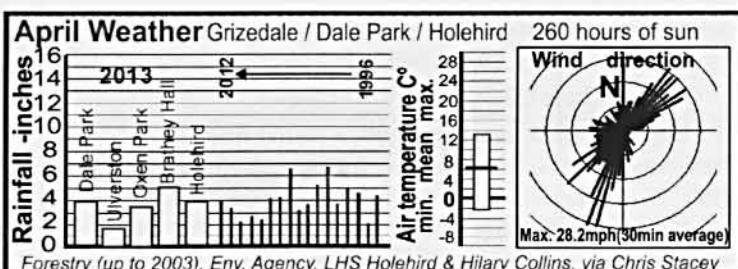 April Weather Grizedale / Dale Park / Holehird 260 hours of sun
Rainfall -inches
16
14
12
10
8
6
4
2
0
2013
2012
1996
Dale Park
Ulverston
Oxen Park
Brathey Hall
Holehird
Air temperature Cº
min. mean max.
28
24
20
16
12
8
4
0
-4
-8
Wind direction
N
Max. 28.2mph(30min average)
Forestry (up to 2003), Env. Agency, LHS Holehird & Hilary Collins, via Chris Stacey